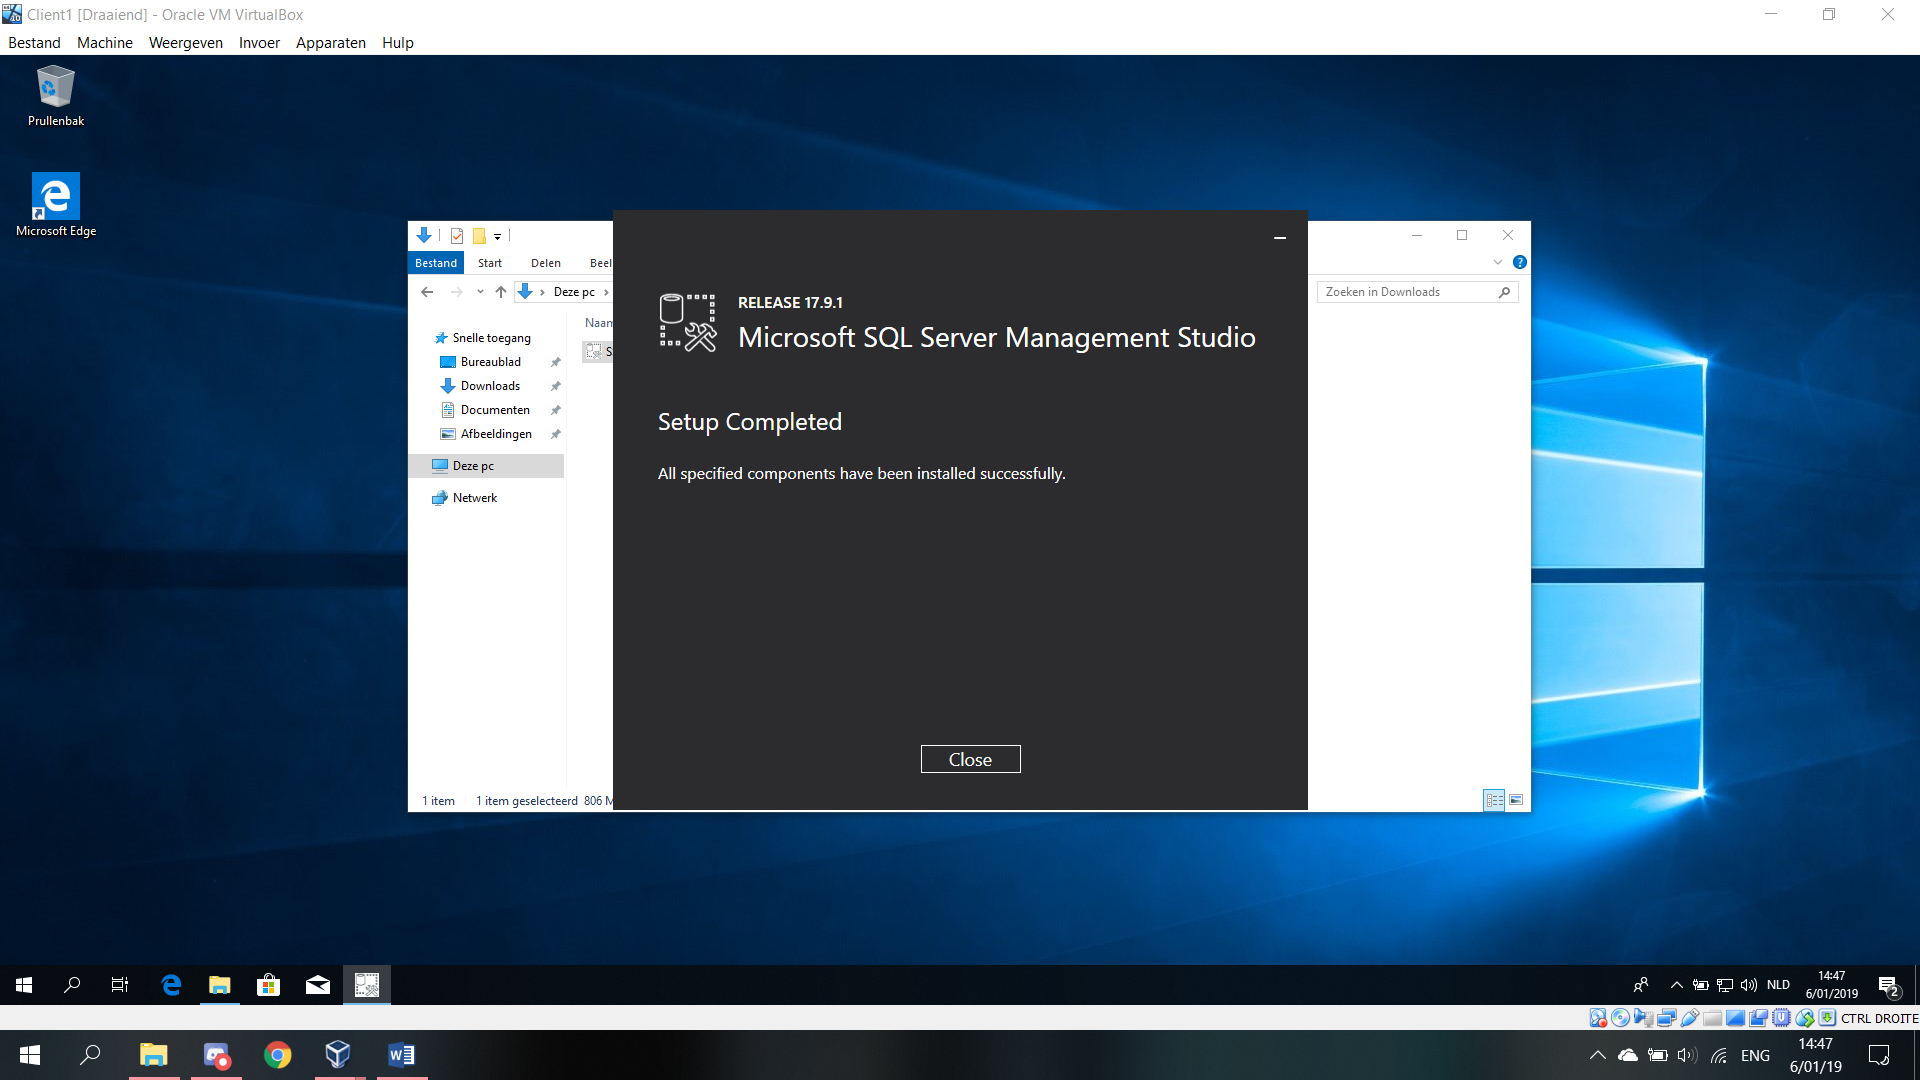 Client1 [Draaiend] - Oracle VM VirtualBox
Bestand Machine Weergeven Invoer Apparaten Hulp
Prullenbak
Microsoft Edge
Bestand Start Delen Beel
Deze pc
Zoeken in Downloads
Naam
Snelle toegang
Bureaublad
Downloads
Documenten
Afbeeldingen
Deze pc
Netwerk
1 item 1 item geselecteerd 806 M
RELEASE 17.9.1
Microsoft SQL Server Management Studio
Setup Completed
All specified components have been installed successfully.
Close
NLD
14:47
6/01/2019
2
CTRL DROITE
ENG
14:47
6/01/19